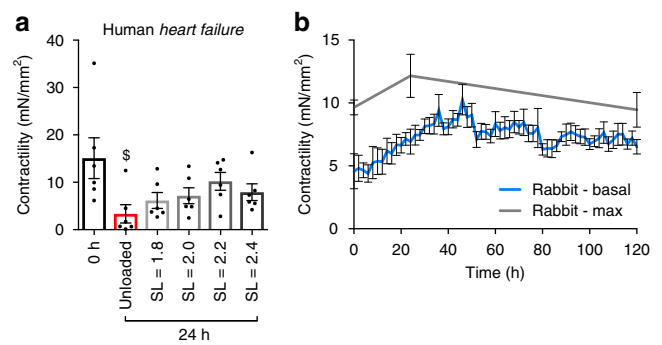 a
Human heart failure
Contractility (mN/mm²)
40
30
20
10
0
$
0 h
Unloaded
SL = 1.8
SL = 2.0
SL = 2.2
SL = 2.4
24 h
b
Contractility (mN/mm²)
15
10
5
0
Rabbit - basal
Rabbit - max
0 20 40 60 80 100 120
Time (h)